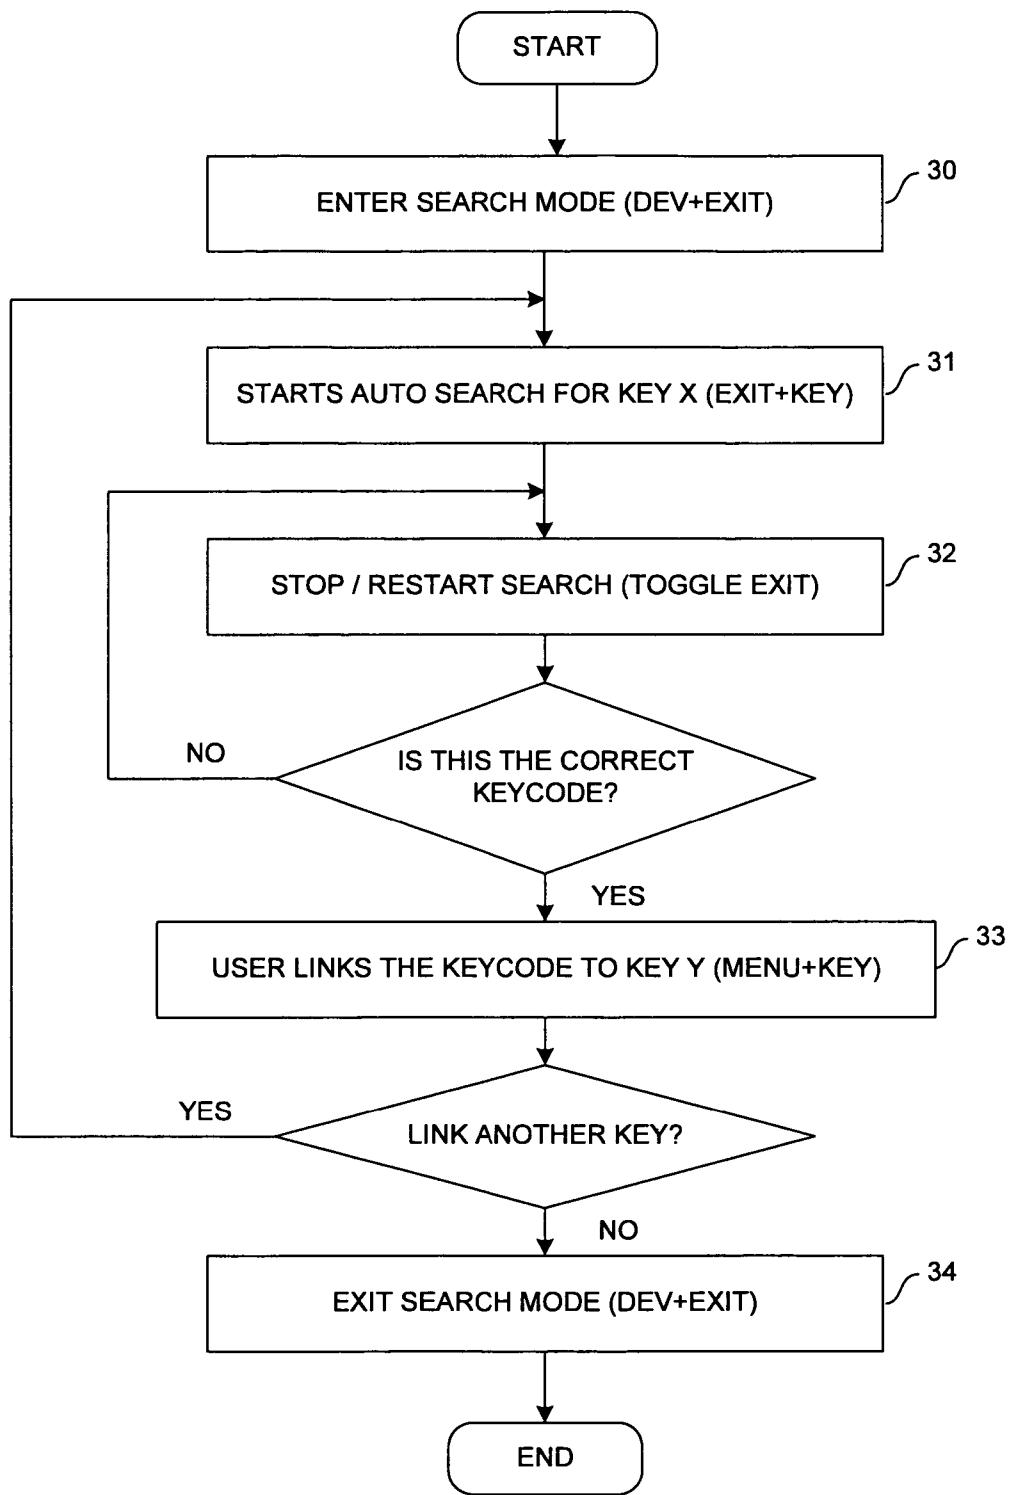 START
ENTER SEARCH MODE (DEV+EXIT)
30
STARTS AUTO SEARCH FOR KEY X (EXIT+KEY)
31
STOP / RESTART SEARCH (TOGGLE EXIT)
32
IS THIS THE CORRECT
KEYCODE?
NO
YES
USER LINKS THE KEYCODE TO KEY Y (MENU+KEY)
33
LINK ANOTHER KEY?
YES
NO
EXIT SEARCH MODE (DEV+EXIT)
34
END